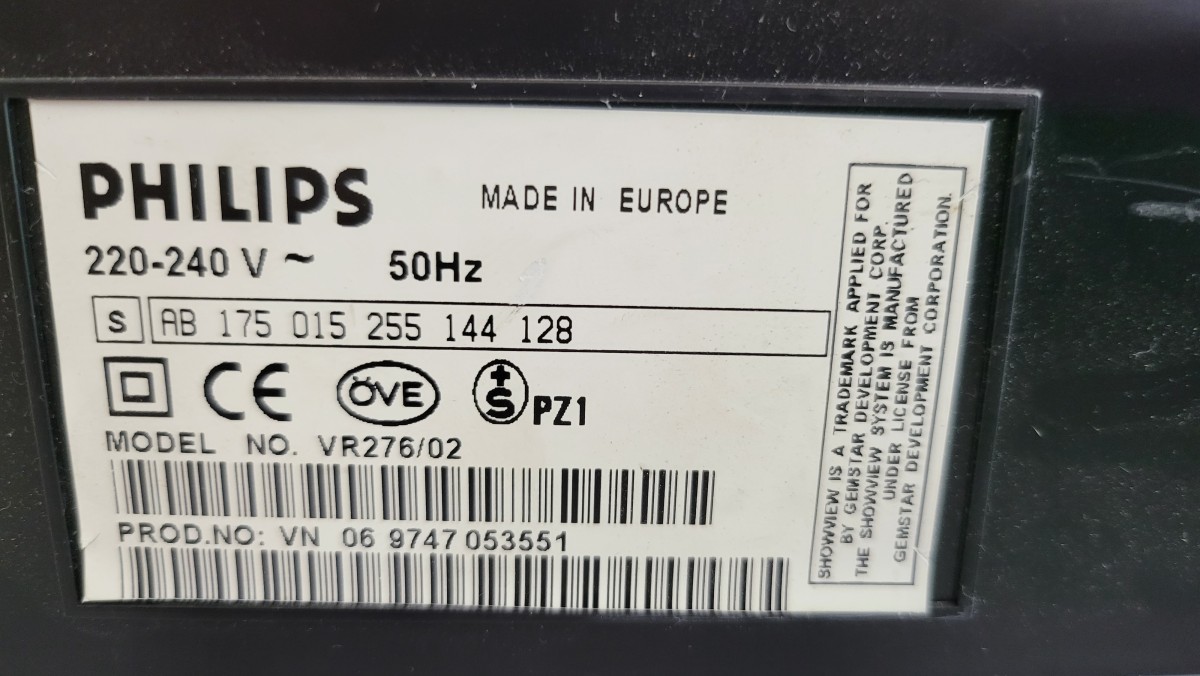 PHILIPS
MADE IN EUROPE
220-240 V ~ 50Hz
S AB 175 015 255 144 128
CE ÖVE +S PZ1
MODEL NO. VR276/02
PROD.NO: VN 06 9747 053551
SHOWVIEW IS A TRADEMARK APPLIED FOR
BY GEMSTAR DEVELOPMENT CORP.
THE SHOWVIEW SYSTEM IS MANUFACTURED
UNDER LICENSE FROM
GEMSTAR DEVELOPMENT CORPORATION.